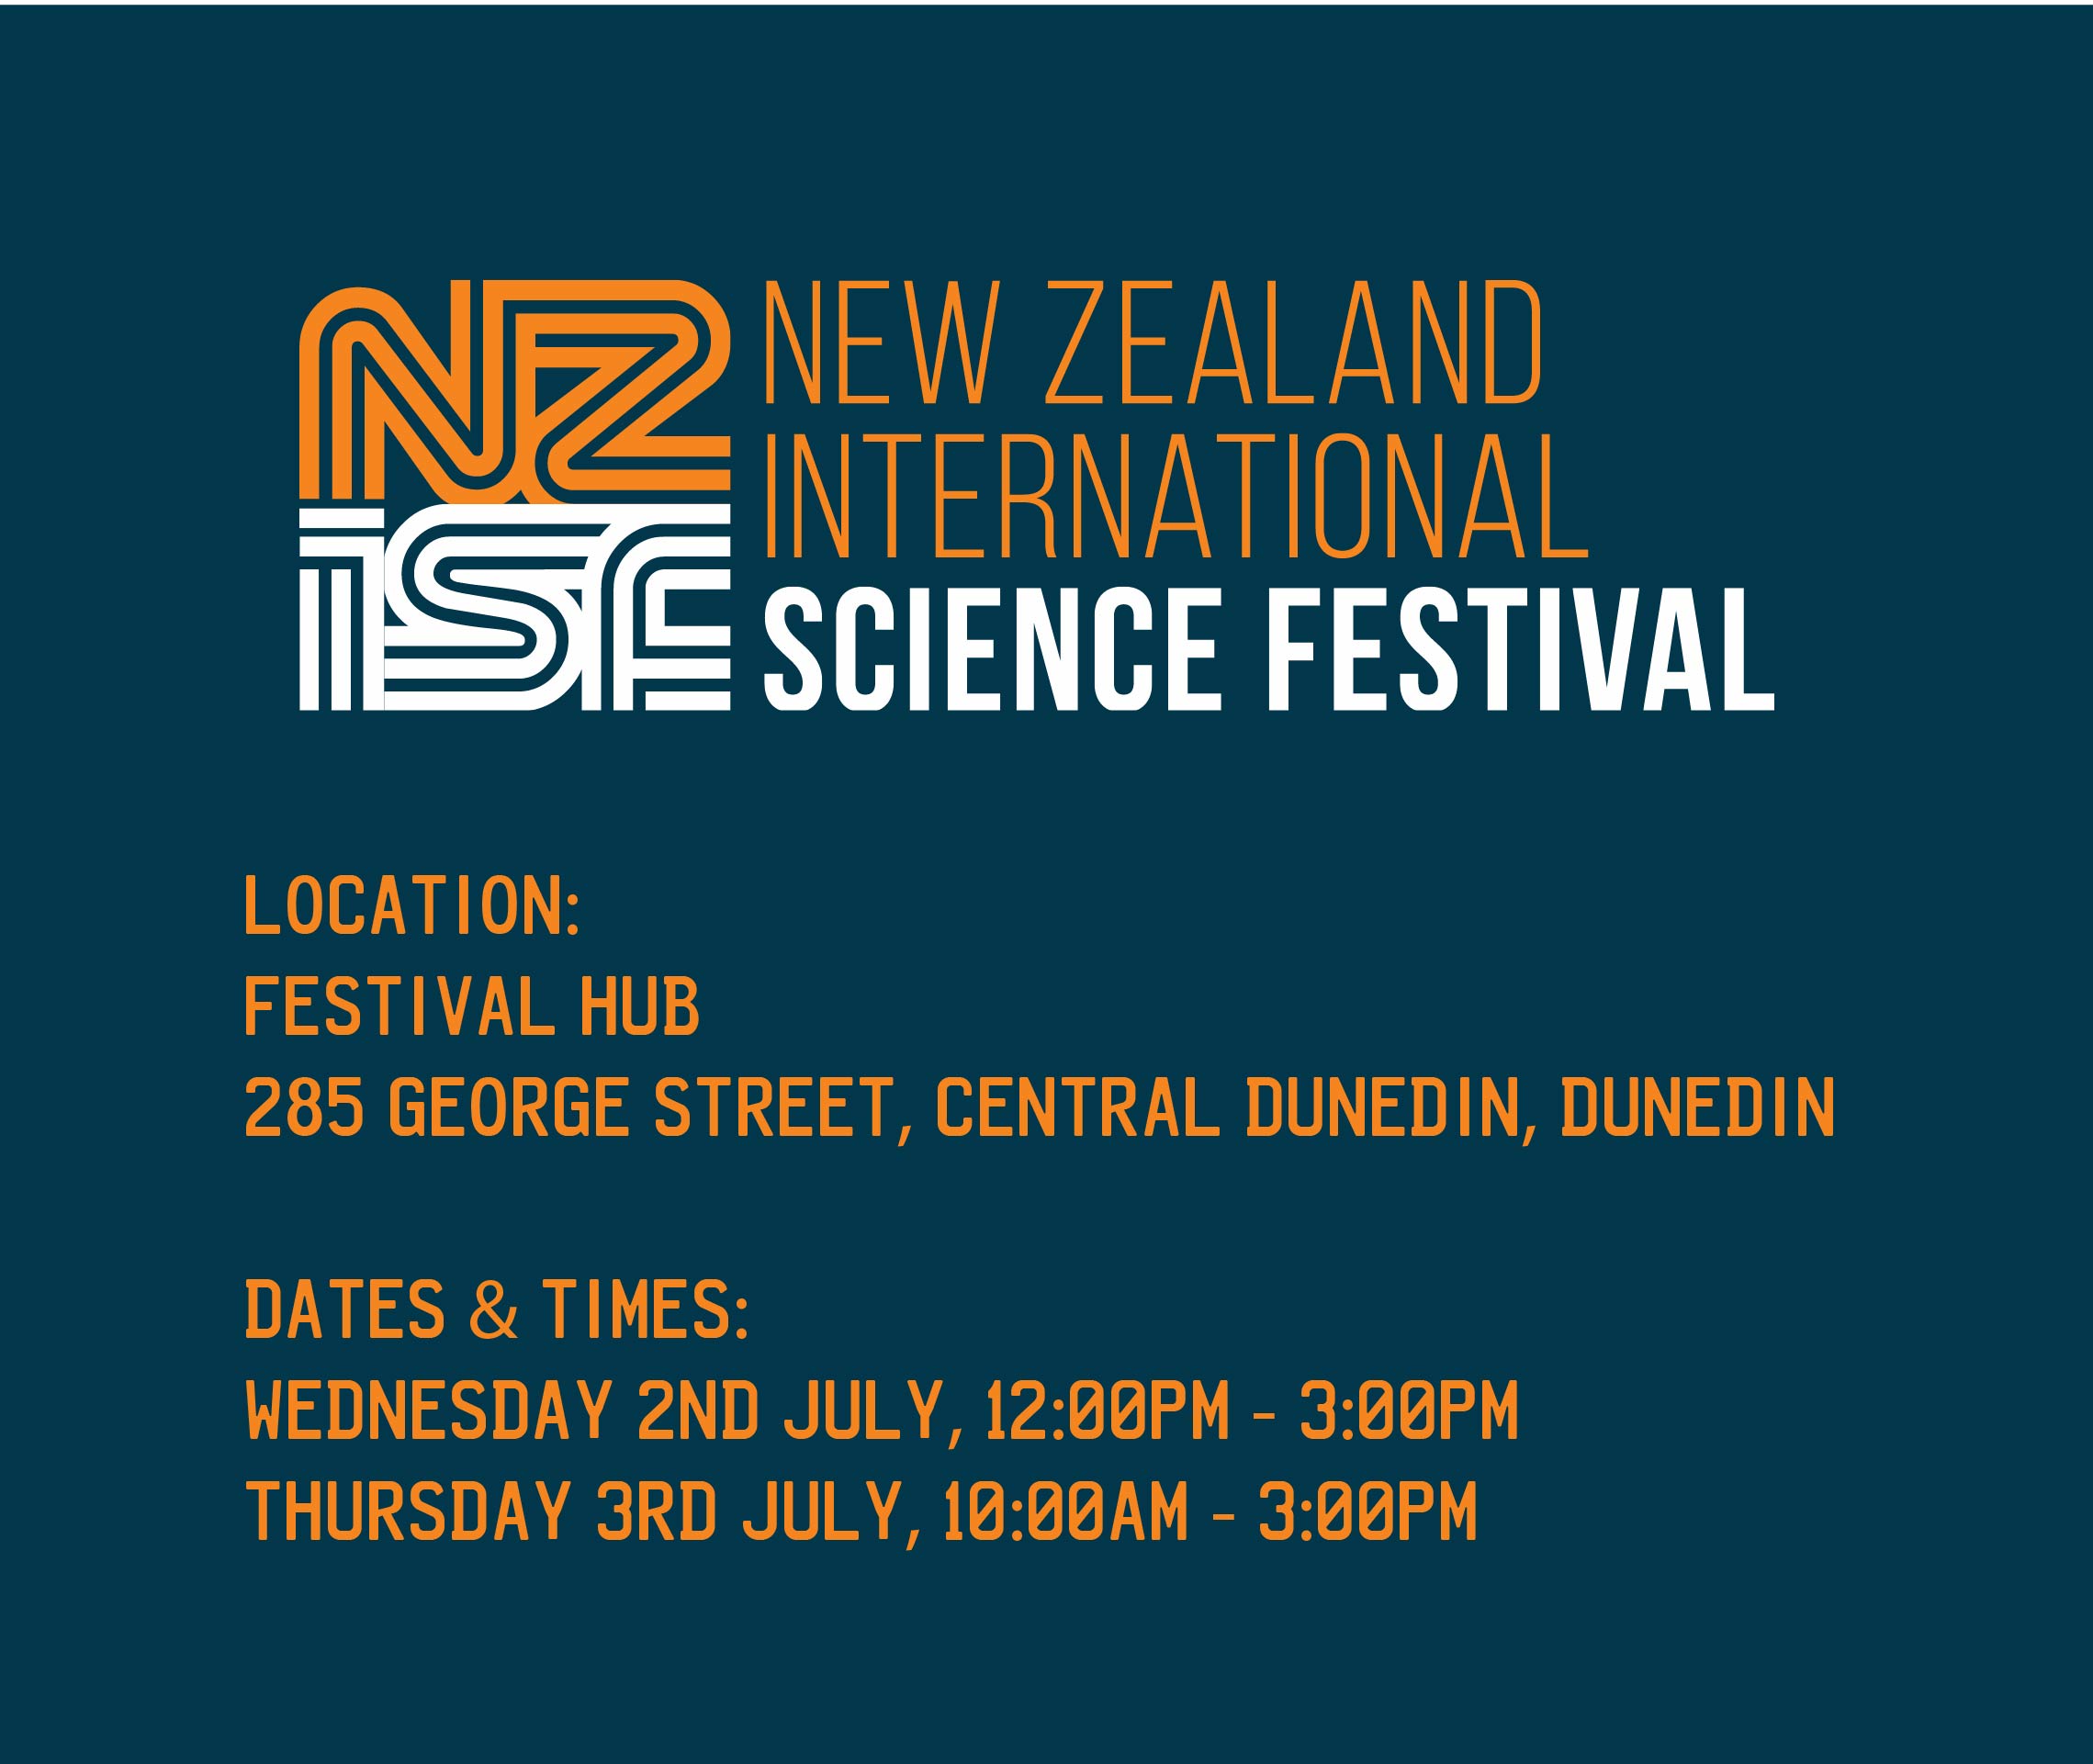 NZ
ISF
NEW ZEALAND
INTERNATIONAL
SCIENCE FESTIVAL
LOCATION:
FESTIVAL HUB
285 GEORGE STREET, CENTRAL DUNEDIN, DUNEDIN
DATES & TIMES:
WEDNESDAY 2ND JULY, 12:00PM - 3:00PM
THURSDAY 3RD JULY, 10:00AM - 3:00PM